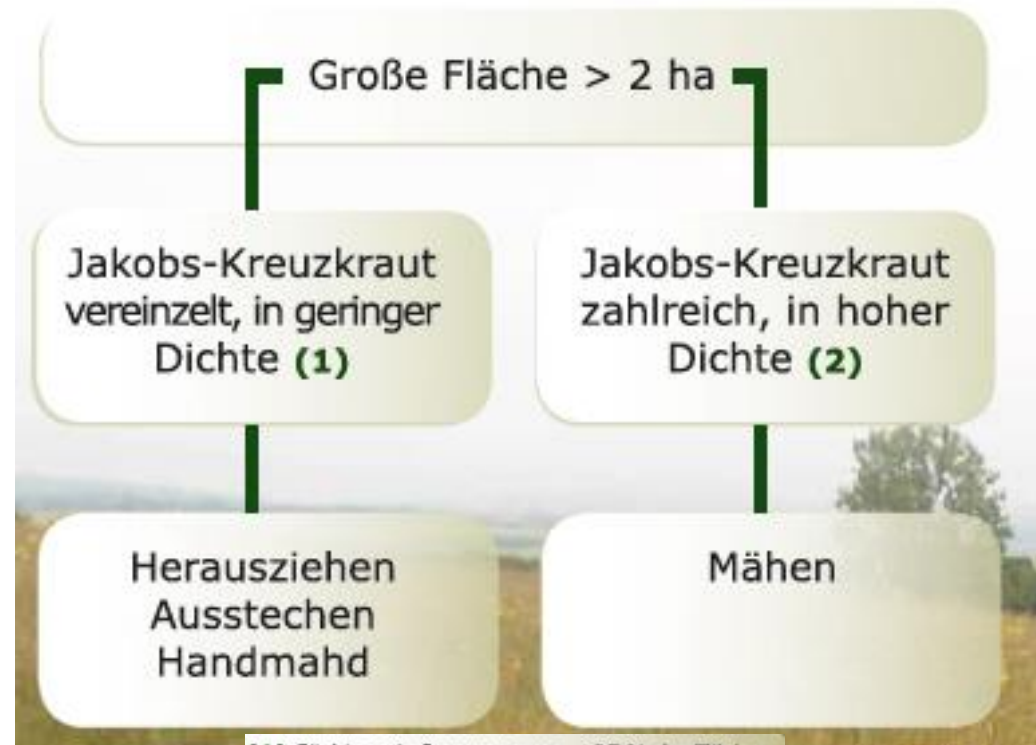 Große Fläche > 2 ha
Jakobs-Kreuzkraut
vereinzelt, in geringer
Dichte (1)
Jakobs-Kreuzkraut
zahlreich, in hoher
Dichte (2)
Herausziehen
Ausstechen
Handmahd
Mähen